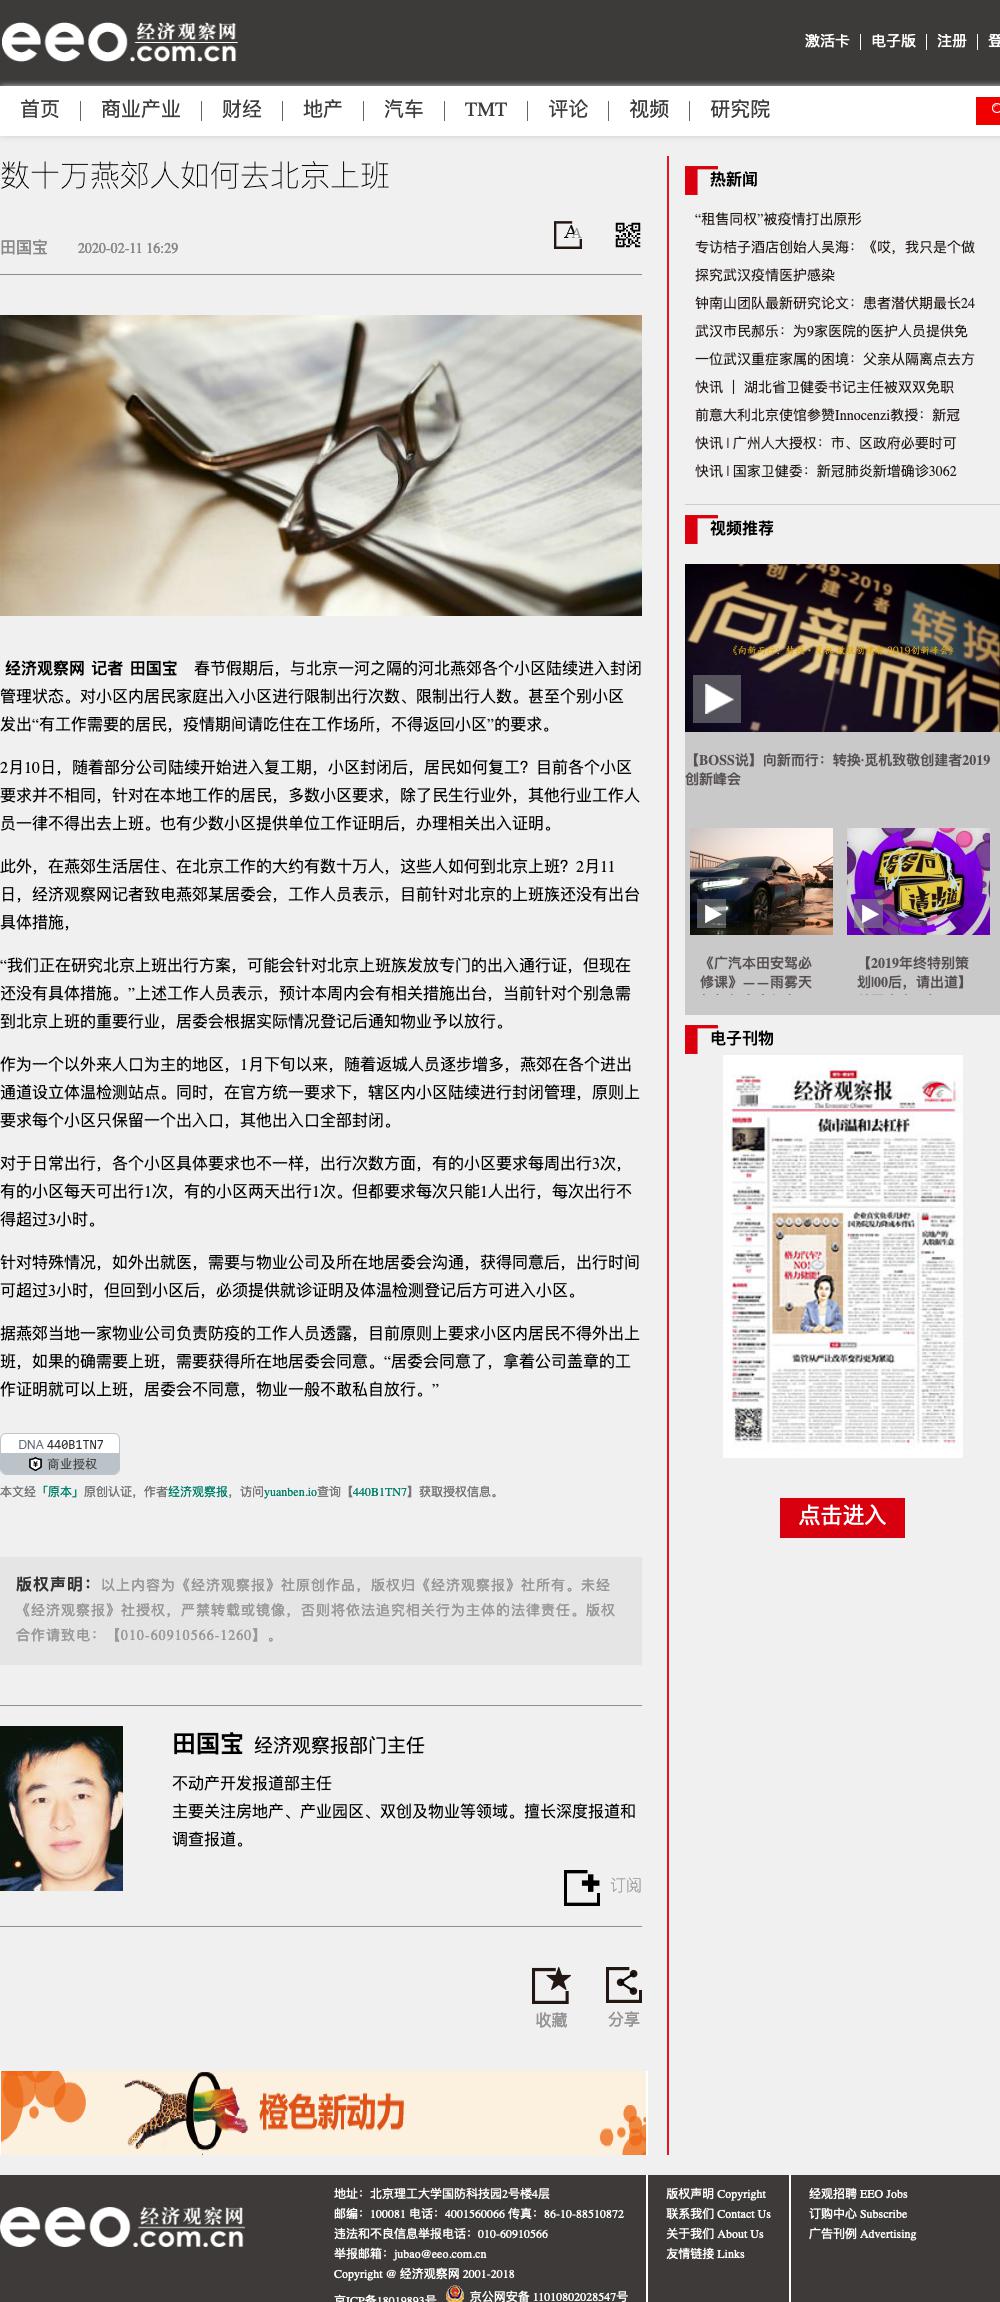 eeo 经济观察网
.com.cn
激活卡 | 电子版 | 注册 |
首页 | 商业产业 | 财经 | 地产 | 汽车 | TMT | 评论 | 视频 | 研究院
数十万燕郊人如何去北京上班
田国宝 2020-02-11 16:29
经济观察网 记者 田国宝 春节假期后，与北京一河之隔的河北燕郊各个小区陆续进入封闭
管理状态。对小区内居民家庭出入小区进行限制出行次数、限制出行人数。甚至个别小区
发出“有工作需要的居民，疫情期间请吃住在工作场所，不得返回小区”的要求。
2月10日，随着部分公司陆续开始进入复工期，小区封闭后，居民如何复工？目前各个小区
要求并不相同，针对在本地工作的居民，多数小区要求，除了民生行业外，其他行业工作人
员一律不得出去上班。也有少数小区提供单位工作证明后，办理相关出入证明。
此外，在燕郊生活居住、在北京工作的大约有数十万人，这些人如何到北京上班？2月11
日，经济观察网记者致电燕郊某居委会，工作人员表示，目前针对北京的上班族还没有出台
具体措施，
“我们正在研究北京上班出行方案，可能会针对北京上班族发放专门的出入通行证，但现在
还没有具体措施。”上述工作人员表示，预计本周内会有相关措施出台，当前针对个别急需
到北京上班的重要行业，居委会根据实际情况登记后通知物业予以放行。
作为一个以外来人口为主的地区，1月下旬以来，随着返城人员逐步增多，燕郊在各个进出
通道设立体温检测站点。同时，在官方统一要求下，辖区内小区陆续进行封闭管理，原则上
要求每个小区只保留一个出入口，其他出入口全部封闭。
对于日常出行，各个小区具体要求也不一样，出行次数方面，有的小区要求每周出行3次，
有的小区每天可出行1次，有的小区两天出行1次。但都要求每次只能1人出行，每次出行不
得超过3小时。
针对特殊情况，如外出就医，需要与物业公司及所在地居委会沟通，获得同意后，出行时间
可超过3小时，但回到小区后，必须提供就诊证明及体温检测登记后方可进入小区。
据燕郊当地一家物业公司负责防疫的工作人员透露，目前原则上要求小区内居民不得外出上
班，如果的确需要上班，需要获得所在地居委会同意。“居委会同意了，拿着公司盖章的工
作证明就可以上班，居委会不同意，物业一般不敢私自放行。”
DNA 440B1TN7
商业授权
本文经「原本」原创认证，作者经济观察报，访问yuanben.io查询【440B1TN7】获取授权信息。
版权声明：以上内容为《经济观察报》社原创作品，版权归《经济观察报》社所有。未经
《经济观察报》社授权，严禁转载或镜像，否则将依法追究相关行为主体的法律责任。版权
合作请致电：【010-60910566-1260】。
田国宝 经济观察报部门主任
不动产开发报道部主任
主要关注房地产、产业园区、双创及物业等领域。擅长深度报道和
调查报道。
订阅
收藏 分享
橙色新动力
热新闻
“租售同权”被疫情打出原形
专访桔子酒店创始人吴海：《哎，我只是个做
探究武汉疫情医护感染
钟南山团队最新研究论文：患者潜伏期最长24
武汉市民郝乐：为9家医院的医护人员提供免
一位武汉重症家属的困境：父亲从隔离点去方
快讯 ｜ 湖北省卫健委书记主任被双双免职
前意大利北京使馆参赞Innocenzi教授：新冠
快讯 | 广州人大授权：市、区政府必要时可
快讯 | 国家卫健委：新冠肺炎新增确诊3062
视频推荐
1949-2019
创/建/者
向新而行
转换
【BOSS说】向新而行：转换·觅机致敬创建者2019
创新峰会
《广汽本田安驾必
修课》——雨雾天
请出道
【2019年终特别策
划|00后，请出道】
电子刊物
经济观察报
The Economic Observer
债市温和去杠杆
企业真实负重几何?
国务院发力降成本背后
房地产的
大数据生意
格力汽车?
NO!
格力储能!
监管从严让改革变得更为紧迫
点击进入
eeo 经济观察网
.com.cn
地址：北京理工大学国防科技园2号楼4层
邮编：100081 电话：4001560066 传真：86-10-88510872
违法和不良信息举报电话：010-60910566
举报邮箱：jubao@eeo.com.cn
Copyright @ 经济观察网 2001-2018
京ICP备18019893号 京公网安备 11010802028547号
版权声明 Copyright
联系我们 Contact Us
关于我们 About Us
友情链接 Links
经观招聘 EEO Jobs
订购中心 Subscribe
广告刊例 Advertising